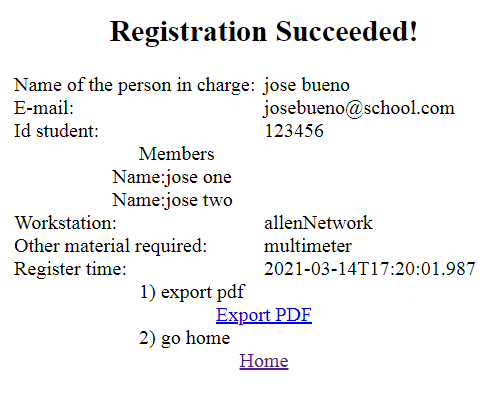 Registration Succeeded!
Name of the person in charge: jose bueno
E-mail: josebueno@school.com
Id student: 123456
Members
Name:jose one
Name:jose two
Workstation: allenNetwork
Other material required: multimeter
Register time: 2021-03-14T17:20:01.987
1) export pdf
Export PDF
2) go home
Home